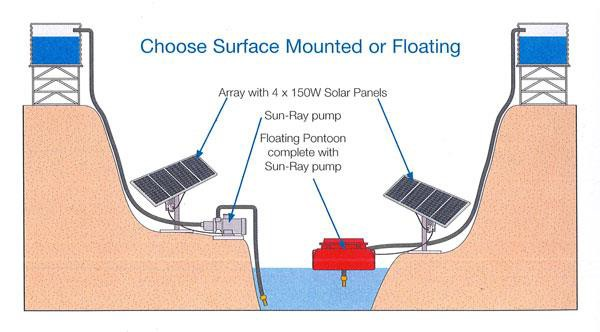 Choose Surface Mounted or Floating
Array with 4 x 150W Solar Panels
Sun-Ray pump
Floating Pontoon
complete with
Sun-Ray pump